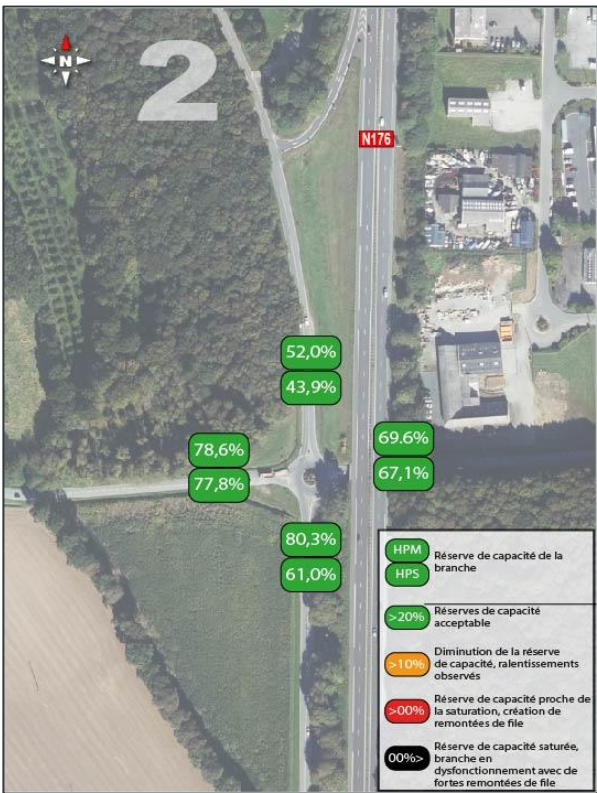 2
N
N176
52,0%
43,9%
78,6%
77,8%
69.6%
67,1%
80,3%
61,0%
HPM
HPS
Réserve de capacité de la
branche
>20%
Réserves de capacité
acceptable
>10%
Diminution de la réserve
de capacité, ralentissements
observés
>00%
Réserve de capacité proche de
la saturation, création de
remontées de file
00%>
Réserve de capacité saturée,
branche en
dysfonctionnement avec de
fortes remontées de file